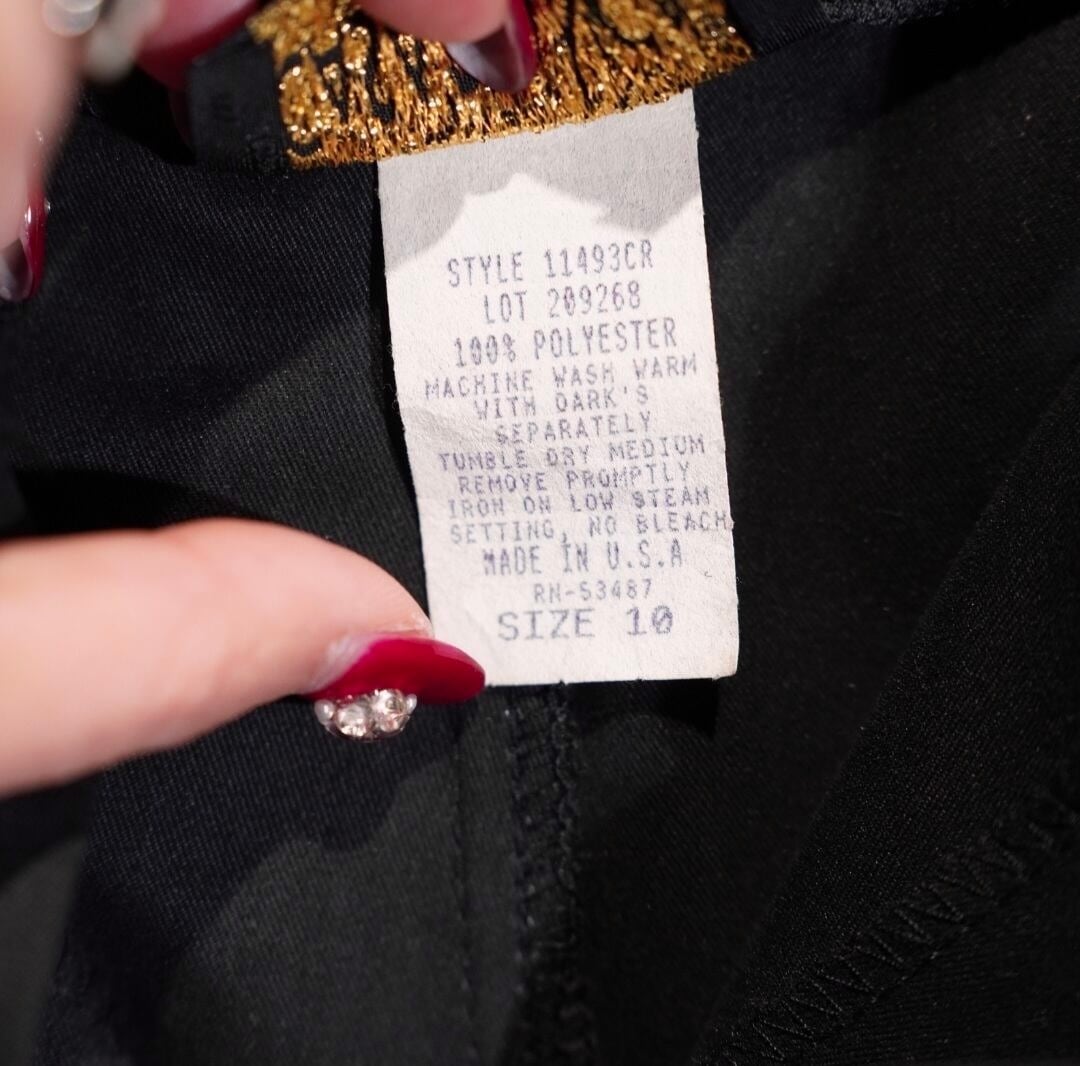 STYLE 11493CR
LOT 209268
100% POLYESTER
MACHINE WASH WARM
WITH DARK'S
SEPARATELY
TUMBLE DRY MEDIUM
REMOVE PROMPTLY
IRON ON LOW STEAM
SETTING, NO BLEACH
MADE IN U.S.A
RN-53487
SIZE 10